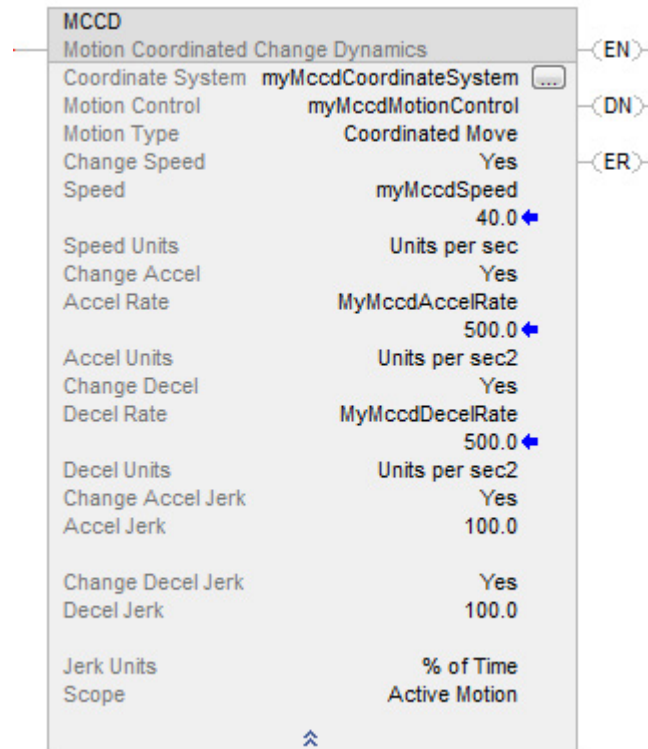 MCCD
Motion Coordinated Change Dynamics EN
Coordinate System myMccdCoordinateSystem ...
Motion Control myMccdMotionControl DN
Motion Type Coordinated Move
Change Speed Yes ER
Speed myMccdSpeed
40.0
Speed Units Units per sec
Change Accel Yes
Accel Rate MyMccdAccelRate
500.0
Accel Units Units per sec2
Change Decel Yes
Decel Rate MyMccdDecelRate
500.0
Decel Units Units per sec2
Change Accel Jerk Yes
Accel Jerk 100.0
Change Decel Jerk Yes
Decel Jerk 100.0
Jerk Units % of Time
Scope Active Motion